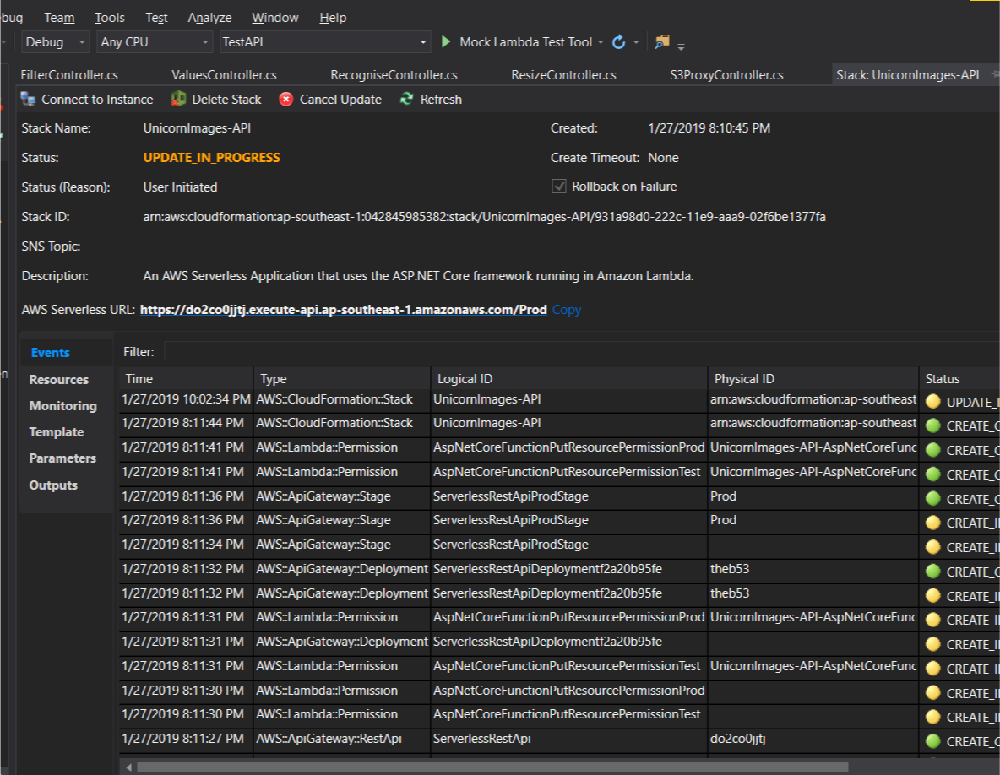 Team Tools Test Analyze Window Help
Debug Any CPU TestAPI Mock Lambda Test Tool
FilterController.cs ValuesController.cs RecogniseController.cs ResizeController.cs S3ProxyController.cs Stack: UnicornImages-API
Connect to Instance Delete Stack Cancel Update Refresh
Stack Name: UnicornImages-API Created: 1/27/2019 8:10:45 PM
Status: UPDATE_IN_PROGRESS Create Timeout: None
Status (Reason): User Initiated Rollback on Failure
Stack ID: arn:aws:cloudformation:ap-southeast-1:042845985382:stack/UnicornImages-API/931a98d0-222c-11e9-aaa9-02f6be1377fa
SNS Topic:
Description: An AWS Serverless Application that uses the ASP.NET Core framework running in Amazon Lambda.
AWS Serverless URL: https://do2co0jjtj.execute-api.ap-southeast-1.amazonaws.com/Prod Copy
Events Filter:
Resources Time Type Logical ID Physical ID Status
1/27/2019 10:02:34 PM AWS::CloudFormation::Stack UnicornImages-API arn:aws:cloudformation:ap-southeast UPDATE_I
Monitoring
1/27/2019 8:11:44 PM AWS::CloudFormation::Stack UnicornImages-API arn:aws:cloudformation:ap-southeast CREATE_C
Template
1/27/2019 8:11:41 PM AWS::Lambda::Permission AspNetCoreFunctionPutResourcePermissionProd UnicornImages-API-AspNetCoreFunc CREATE_C
Parameters
1/27/2019 8:11:41 PM AWS::Lambda::Permission AspNetCoreFunctionPutResourcePermissionTest UnicornImages-API-AspNetCoreFunc CREATE_C
Outputs
1/27/2019 8:11:36 PM AWS::ApiGateway::Stage ServerlessRestApiProdStage Prod CREATE_C
1/27/2019 8:11:36 PM AWS::ApiGateway::Stage ServerlessRestApiProdStage Prod CREATE_I
1/27/2019 8:11:34 PM AWS::ApiGateway::Stage ServerlessRestApiProdStage CREATE_I
1/27/2019 8:11:32 PM AWS::ApiGateway::Deployment ServerlessRestApiDeploymentf2a20b95fe theb53 CREATE_C
1/27/2019 8:11:32 PM AWS::ApiGateway::Deployment ServerlessRestApiDeploymentf2a20b95fe theb53 CREATE_I
1/27/2019 8:11:31 PM AWS::Lambda::Permission AspNetCoreFunctionPutResourcePermissionProd UnicornImages-API-AspNetCoreFunc CREATE_I
1/27/2019 8:11:31 PM AWS::ApiGateway::Deployment ServerlessRestApiDeploymentf2a20b95fe CREATE_I
1/27/2019 8:11:31 PM AWS::Lambda::Permission AspNetCoreFunctionPutResourcePermissionTest UnicornImages-API-AspNetCoreFunc CREATE_I
1/27/2019 8:11:30 PM AWS::Lambda::Permission AspNetCoreFunctionPutResourcePermissionProd CREATE_I
1/27/2019 8:11:30 PM AWS::Lambda::Permission AspNetCoreFunctionPutResourcePermissionTest CREATE_I
1/27/2019 8:11:27 PM AWS::ApiGateway::RestApi ServerlessRestApi do2co0jjtj CREATE_C